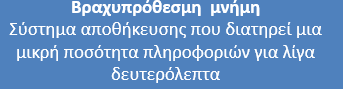 Βραχυπρόθεσμη μνήμη
Σύστημα αποθήκευσης που διατηρεί μια
μικρή ποσότητα πληροφοριών για λίγα
δευτερόλεπτα